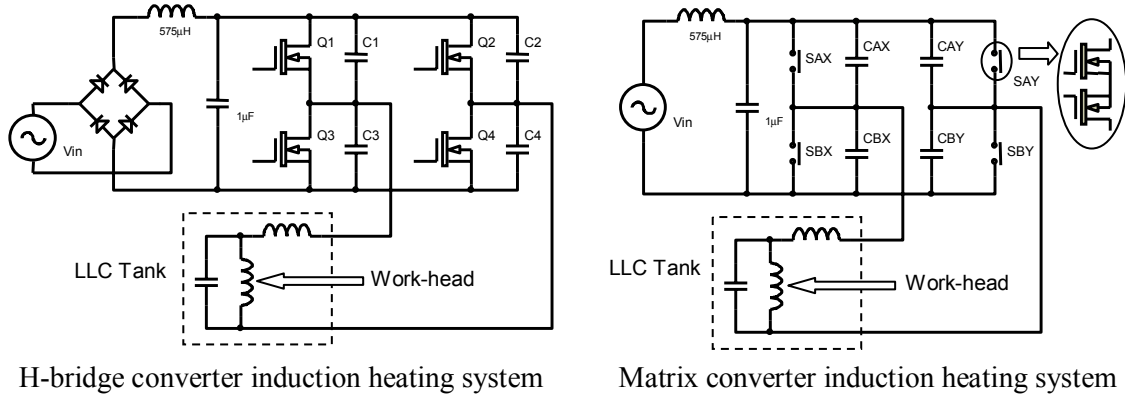 575µH
Q1
C1
Q2
C2
1µF
Vin
Q3
C3
Q4
C4
LLC Tank
Work-head
H-bridge converter induction heating system
575µH
SAX
CAX
CAY
SAY
Vin
1µF
SBX
CBX
CBY
SBY
LLC Tank
Work-head
Matrix converter induction heating system